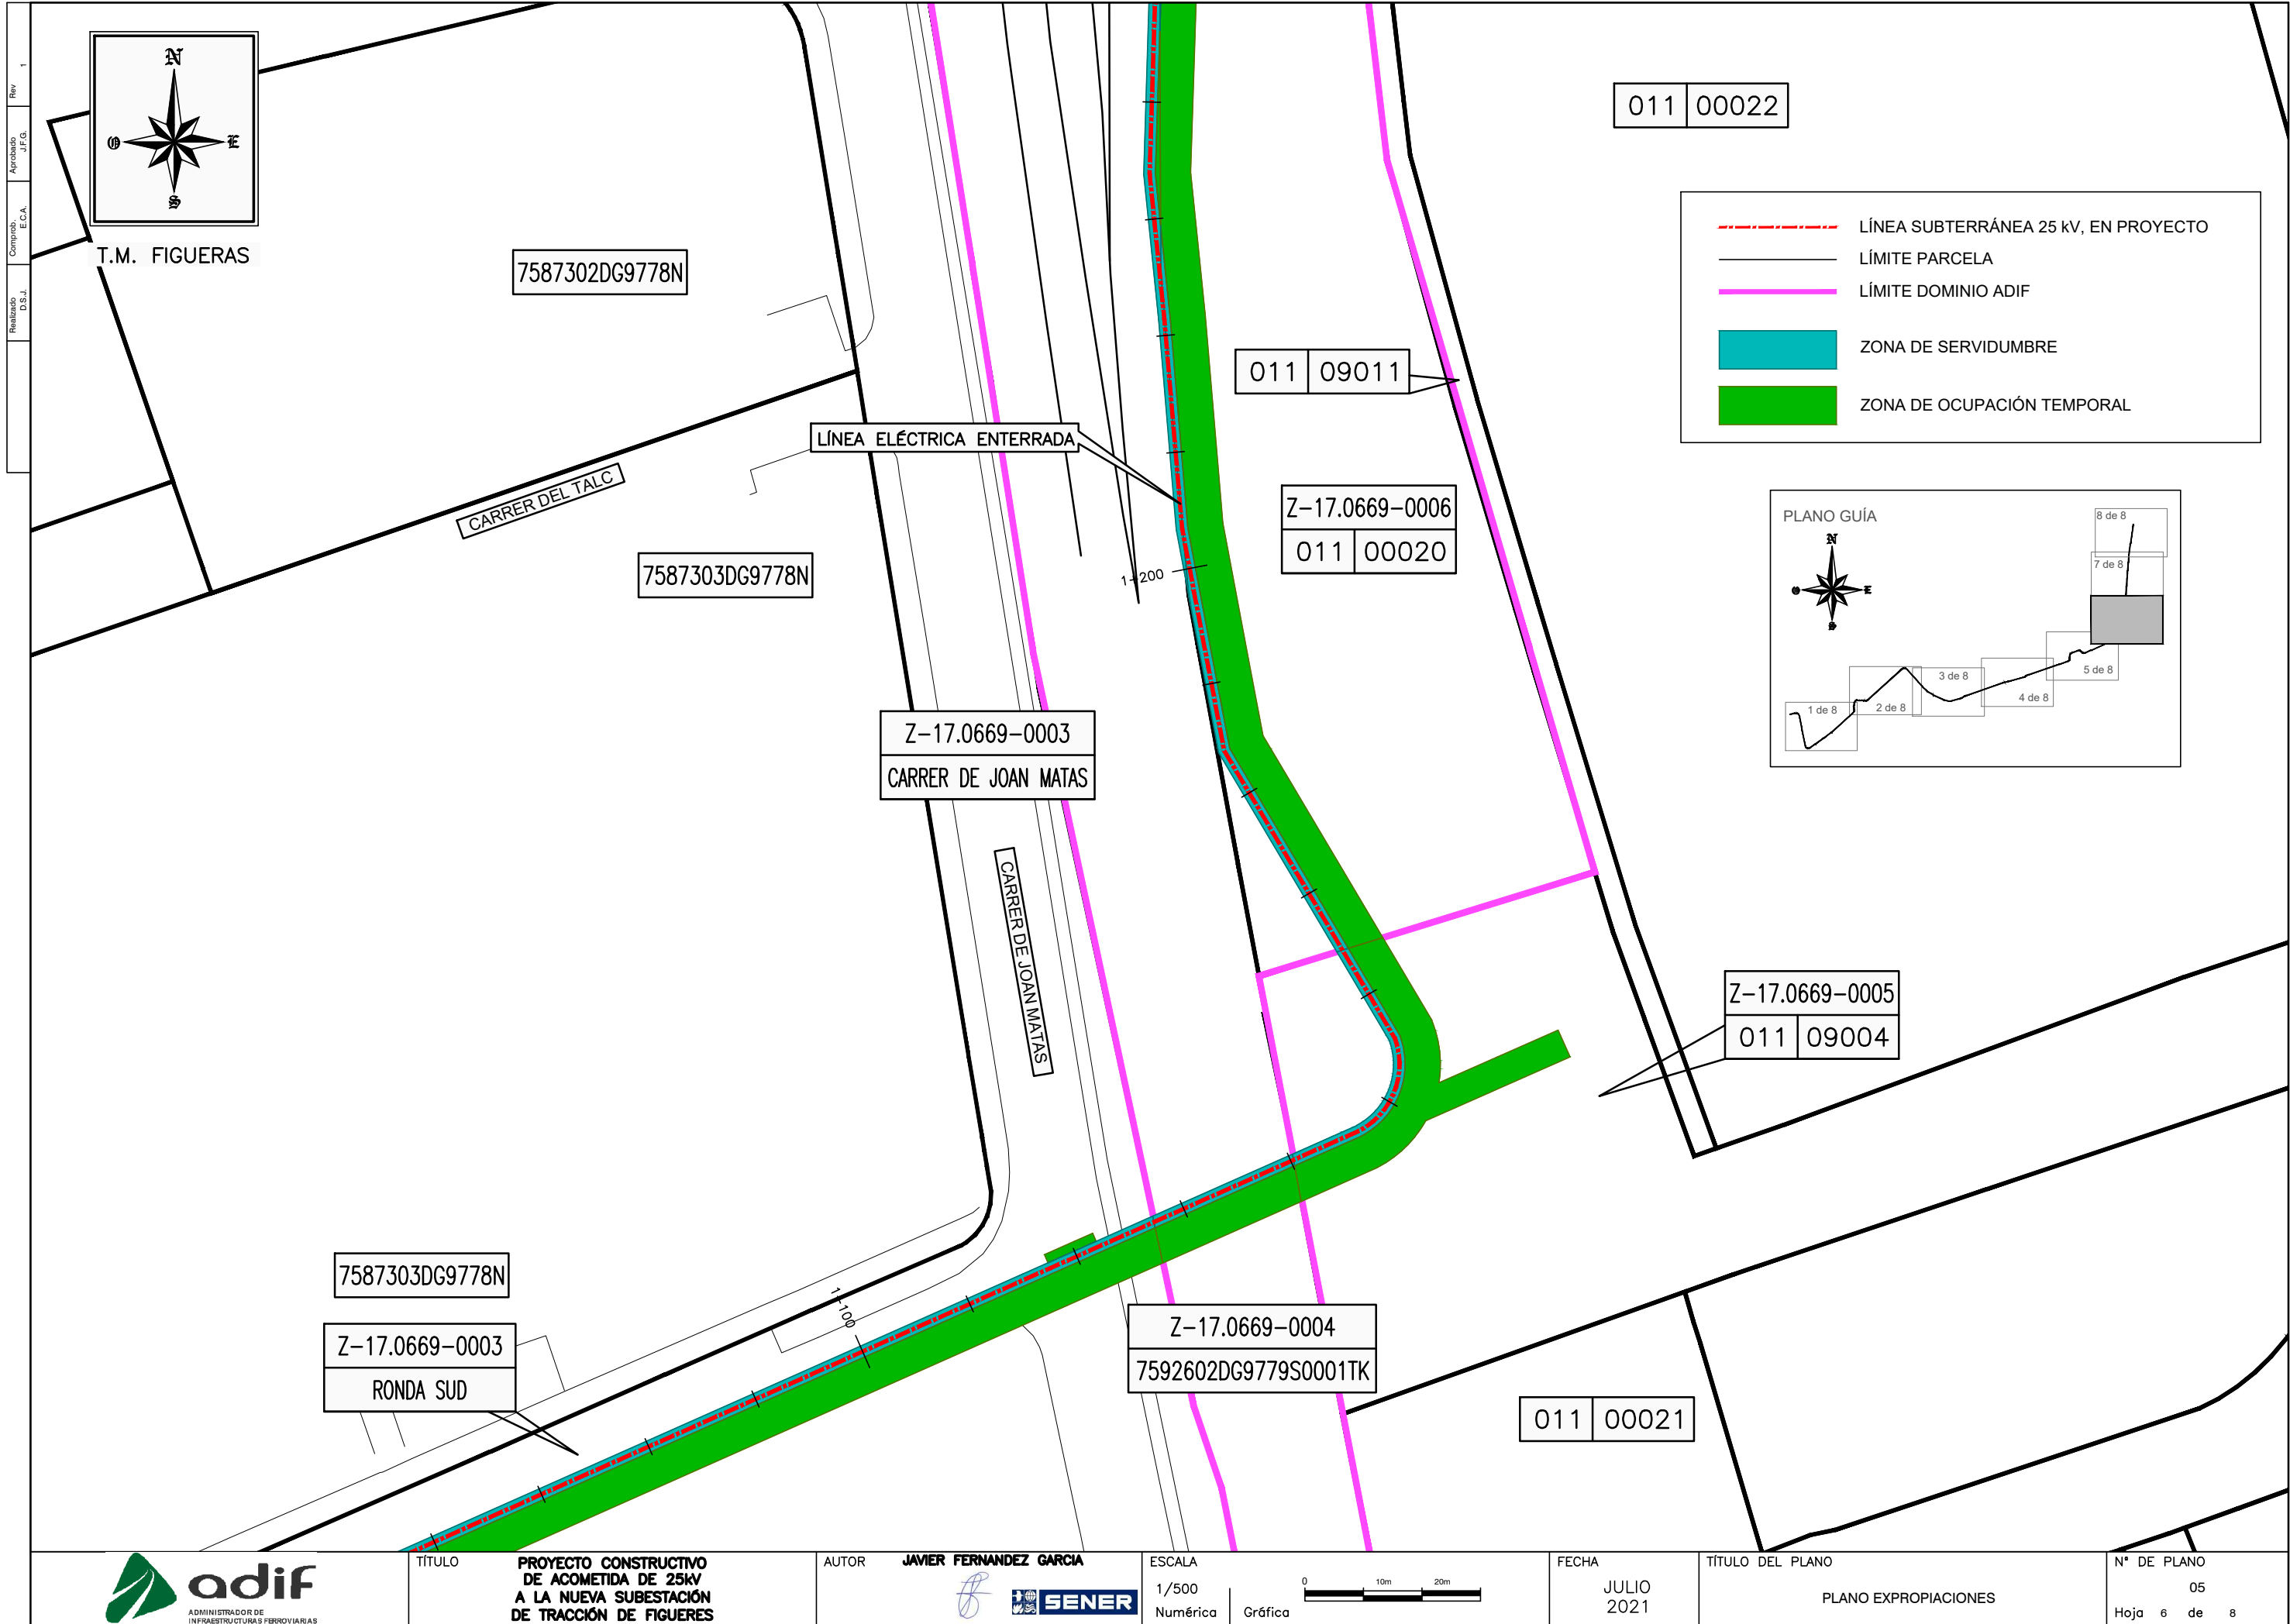 Rev
1
Aprobado
J.F.G.
Comprob.
E.C.A.
Realizado
D.S.J.
N
O
E
S
T.M. FIGUERAS
7587302DG9778N
011 00022
LÍNEA SUBTERRÁNEA 25 kV, EN PROYECTO
LÍMITE PARCELA
LÍMITE DOMINIO ADIF
ZONA DE SERVIDUMBRE
ZONA DE OCUPACIÓN TEMPORAL
011 09011
LÍNEA ELÉCTRICA ENTERRADA
CARRER DEL TALC
Z-17.0669-0006
011 00020
7587303DG9778N
1+200
PLANO GUÍA
N
O
E
S
8 de 8
7 de 8
5 de 8
3 de 8
4 de 8
1 de 8
2 de 8
Z-17.0669-0003
CARRER DE JOAN MATAS
CARRER DE JOAN MATAS
Z-17.0669-0005
011 09004
7587303DG9778N
Z-17.0669-0003
RONDA SUD
1+100
Z-17.0669-0004
7592602DG9779S0001TK
011 00021
adif
ADMINISTRADOR DE
INFRAESTRUCTURAS FERROVIARIAS
TÍTULO
PROYECTO CONSTRUCTIVO
DE ACOMETIDA DE 25kV
A LA NUEVA SUBESTACIÓN
DE TRACCIÓN DE FIGUERES
AUTOR
JAVIER FERNANDEZ GARCIA
SENER
ESCALA
1/500
Numérica
Gráfica
0 10m 20m
FECHA
JULIO
2021
TÍTULO DEL PLANO
PLANO EXPROPIACIONES
N° DE PLANO
05
Hoja 6 de 8